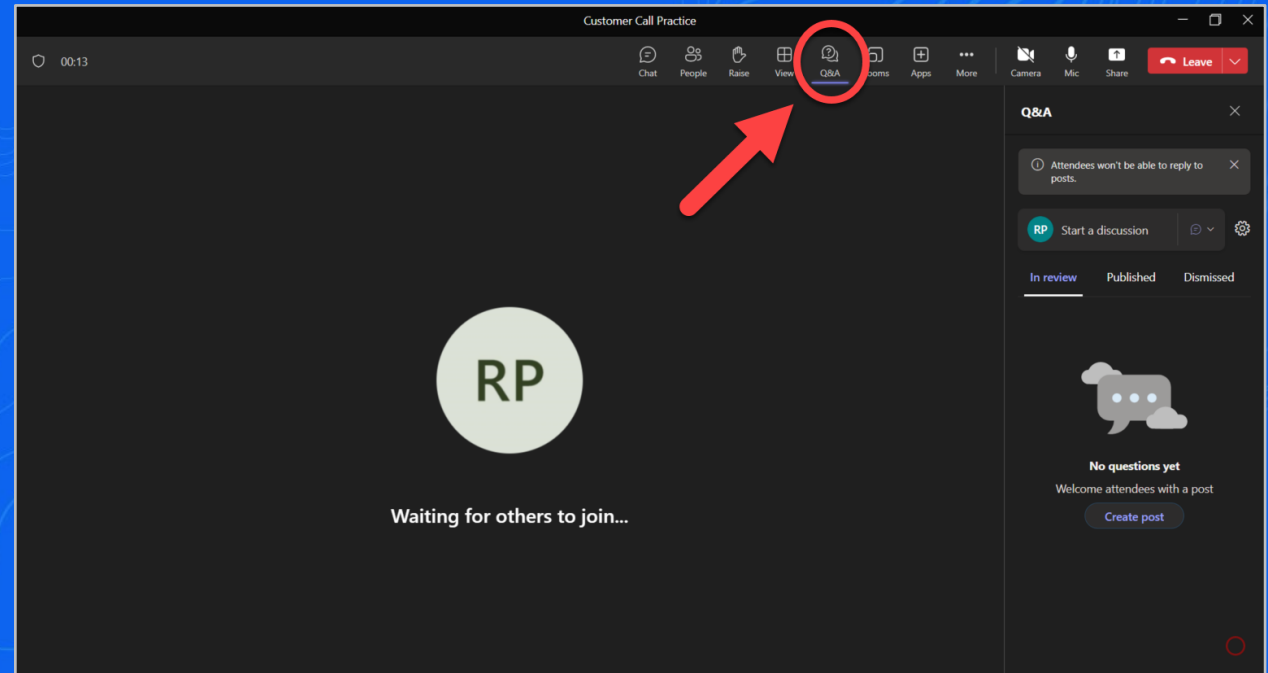 Customer Call Practice
00:13
Chat People Raise View Q&A ooms Apps More Camera Mic Share Leave
Q&A
Attendees won't be able to reply to
posts.
RP Start a discussion
In review Published Dismissed
RP
No questions yet
Waiting for others to join...
Welcome attendees with a post
Create post